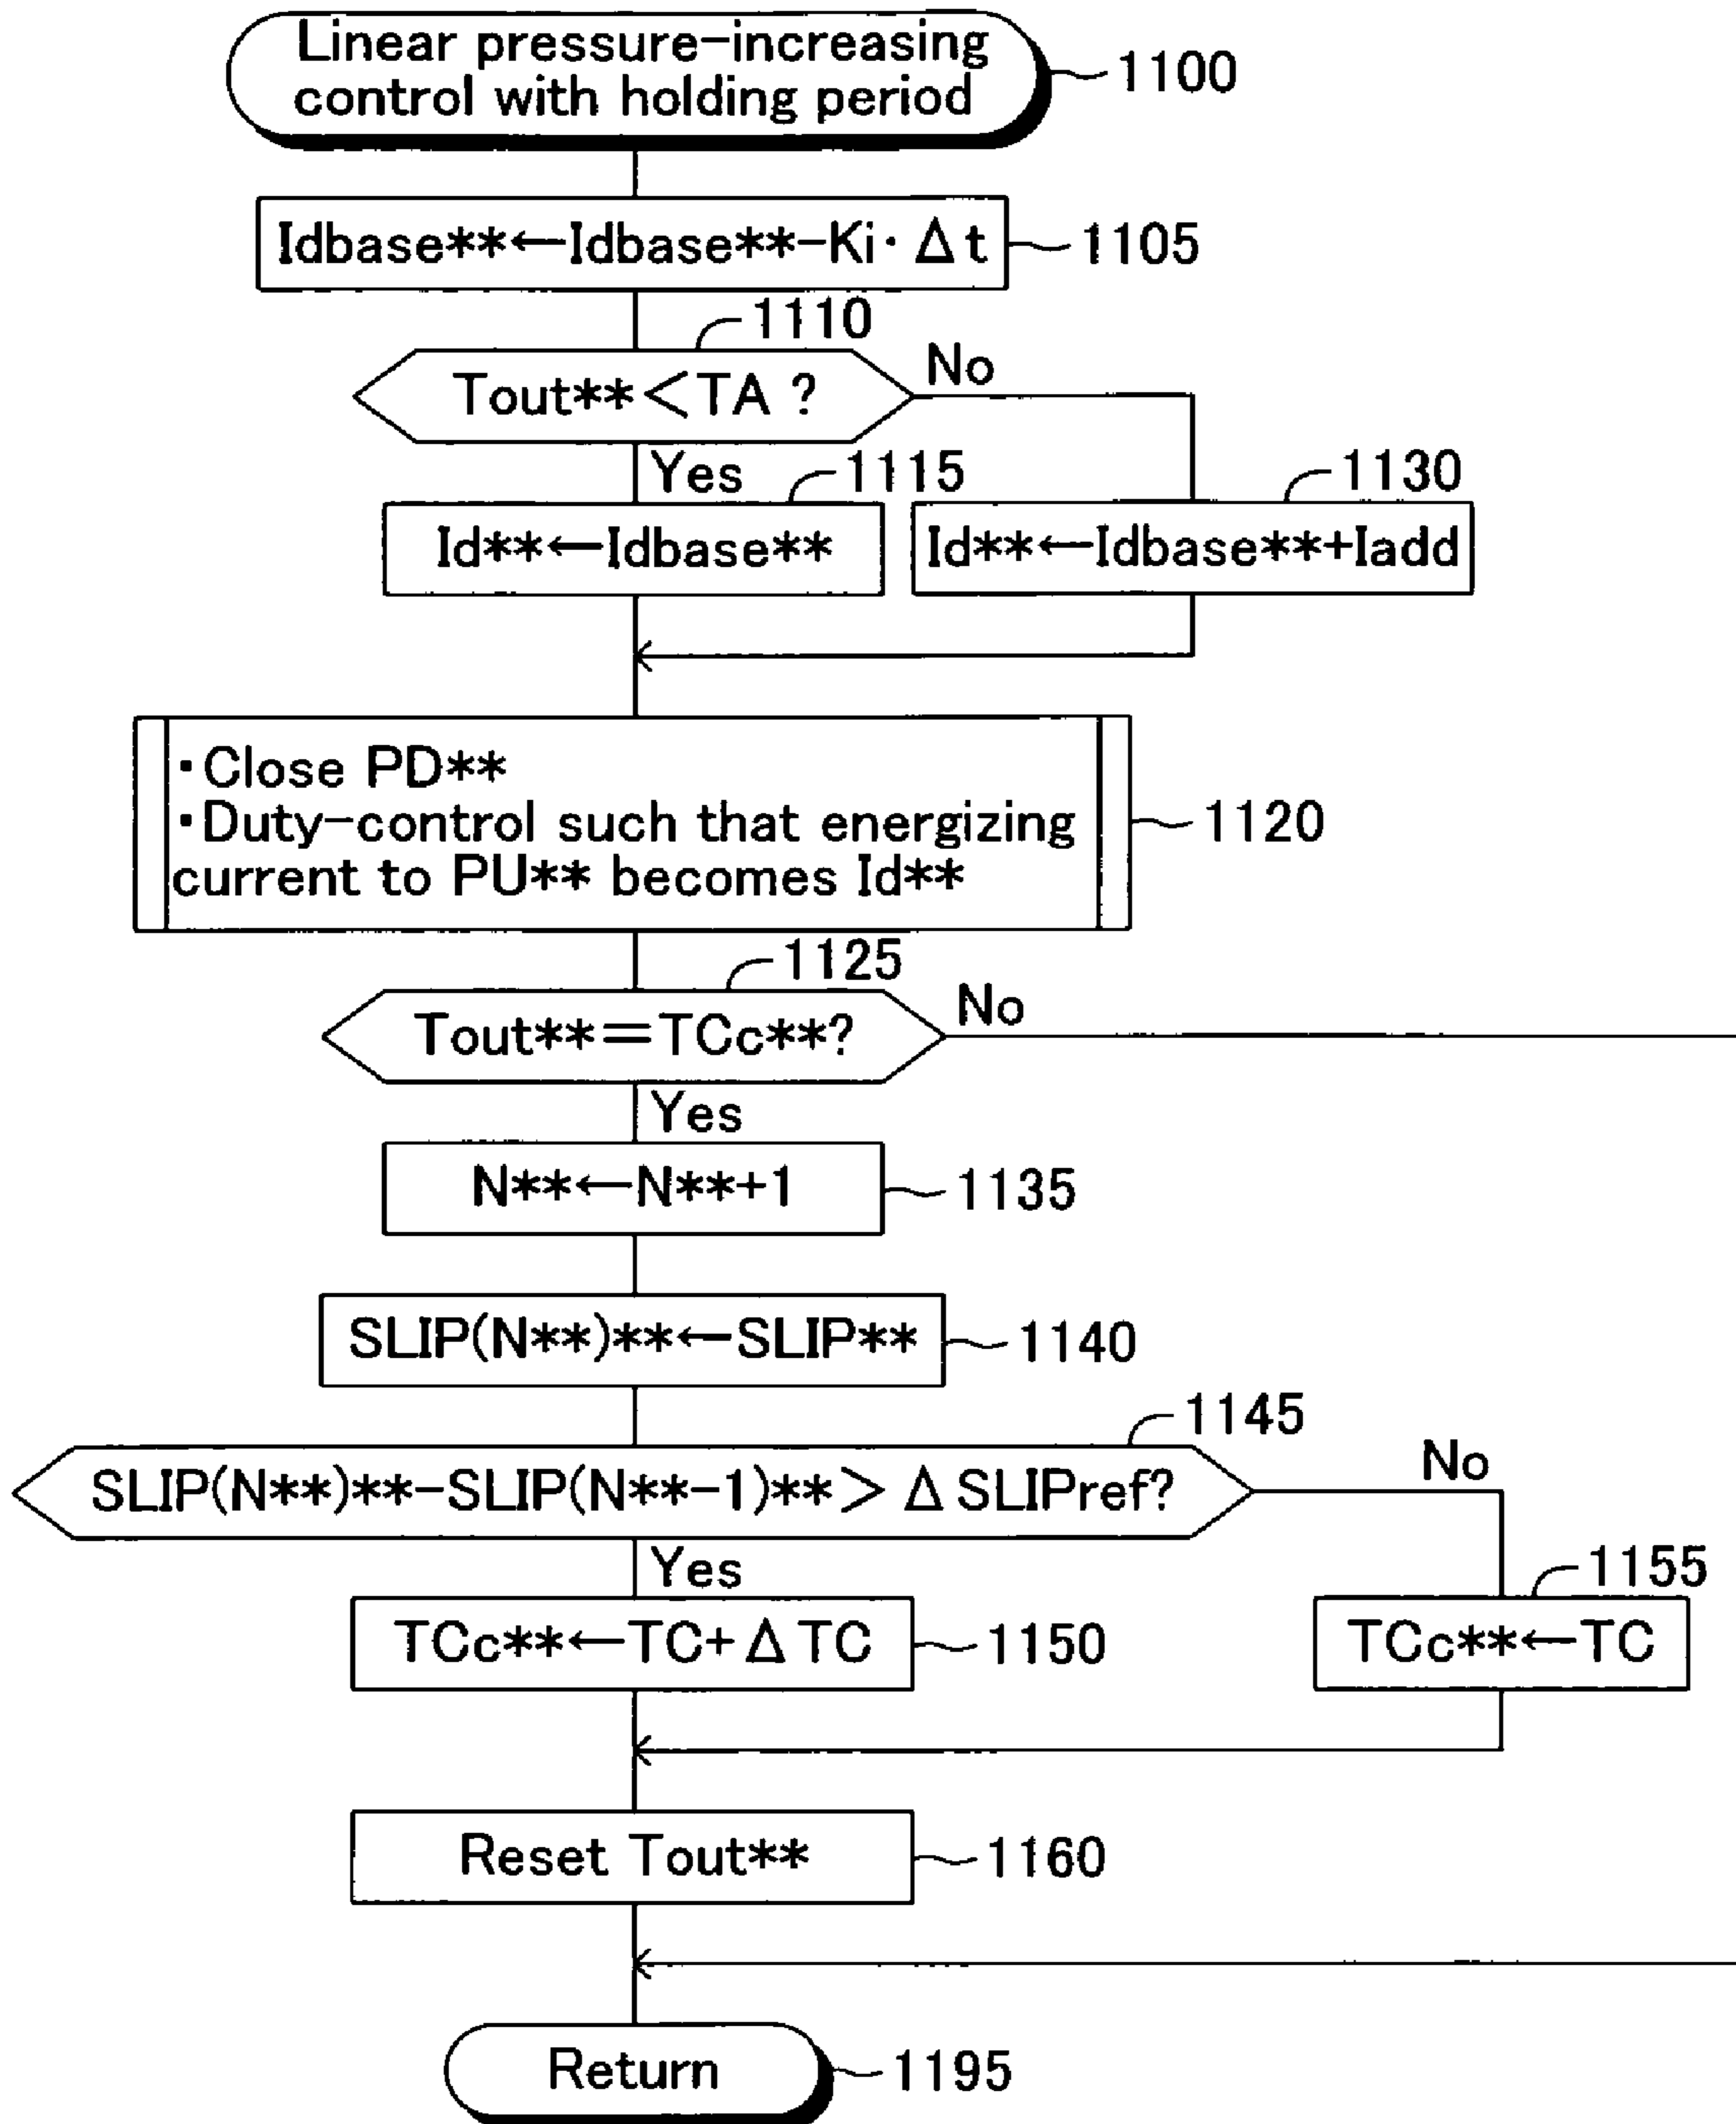 Linear pressure-increasing
control with holding period
1100
Idbase**←Idbase**-Ki· Δt
1105
1110
Tout**<TA ?
No
Yes
1115
1130
Id**←Idbase**
Id**←Idbase**+Iadd
·Close PD**
·Duty-control such that energizing
current to PU** becomes Id**
1120
1125
Tout**=TCc**?
No
Yes
N**←N**+1
1135
SLIP(N**)**←SLIP**
1140
1145
SLIP(N**)**-SLIP(N**-1)**> Δ SLIPref?
No
Yes
1155
TCc**←TC+Δ TC
1150
TCc**←TC
Reset Tout**
1160
Return
1195